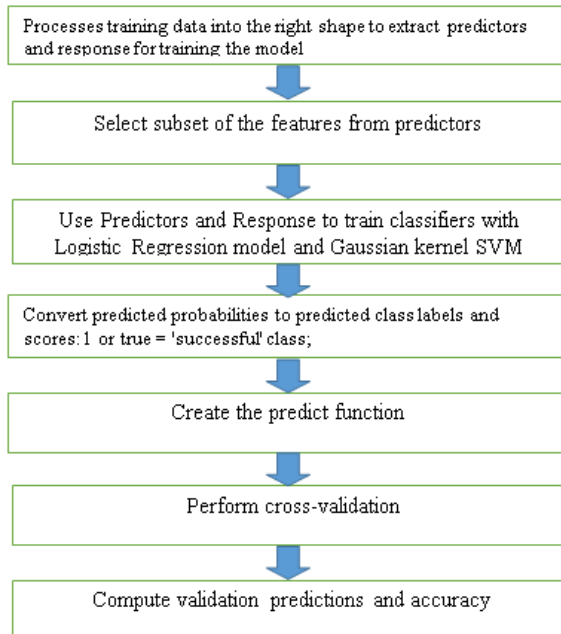 Processes training data into the right shape to extract predictors
and response for training the model
Select subset of the features from predictors
Use Predictors and Response to train classifiers with
Logistic Regression model and Gaussian kernel SVM
Convert predicted probabilities to predicted class labels and
scores: 1 or true = 'successful' class;
Create the predict function
Perform cross-validation
Compute validation predictions and accuracy